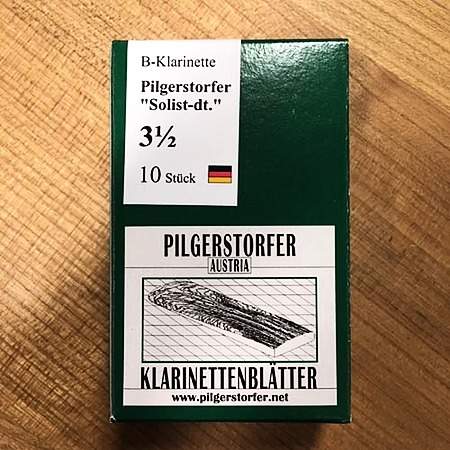 B-Klarinette
Pilgerstorfer
"Solist-dt."
3½
10 Stück
PILGERSTORFER
AUSTRIA
KLARINETTENBLÄTTER
www.pilgerstorfer.net